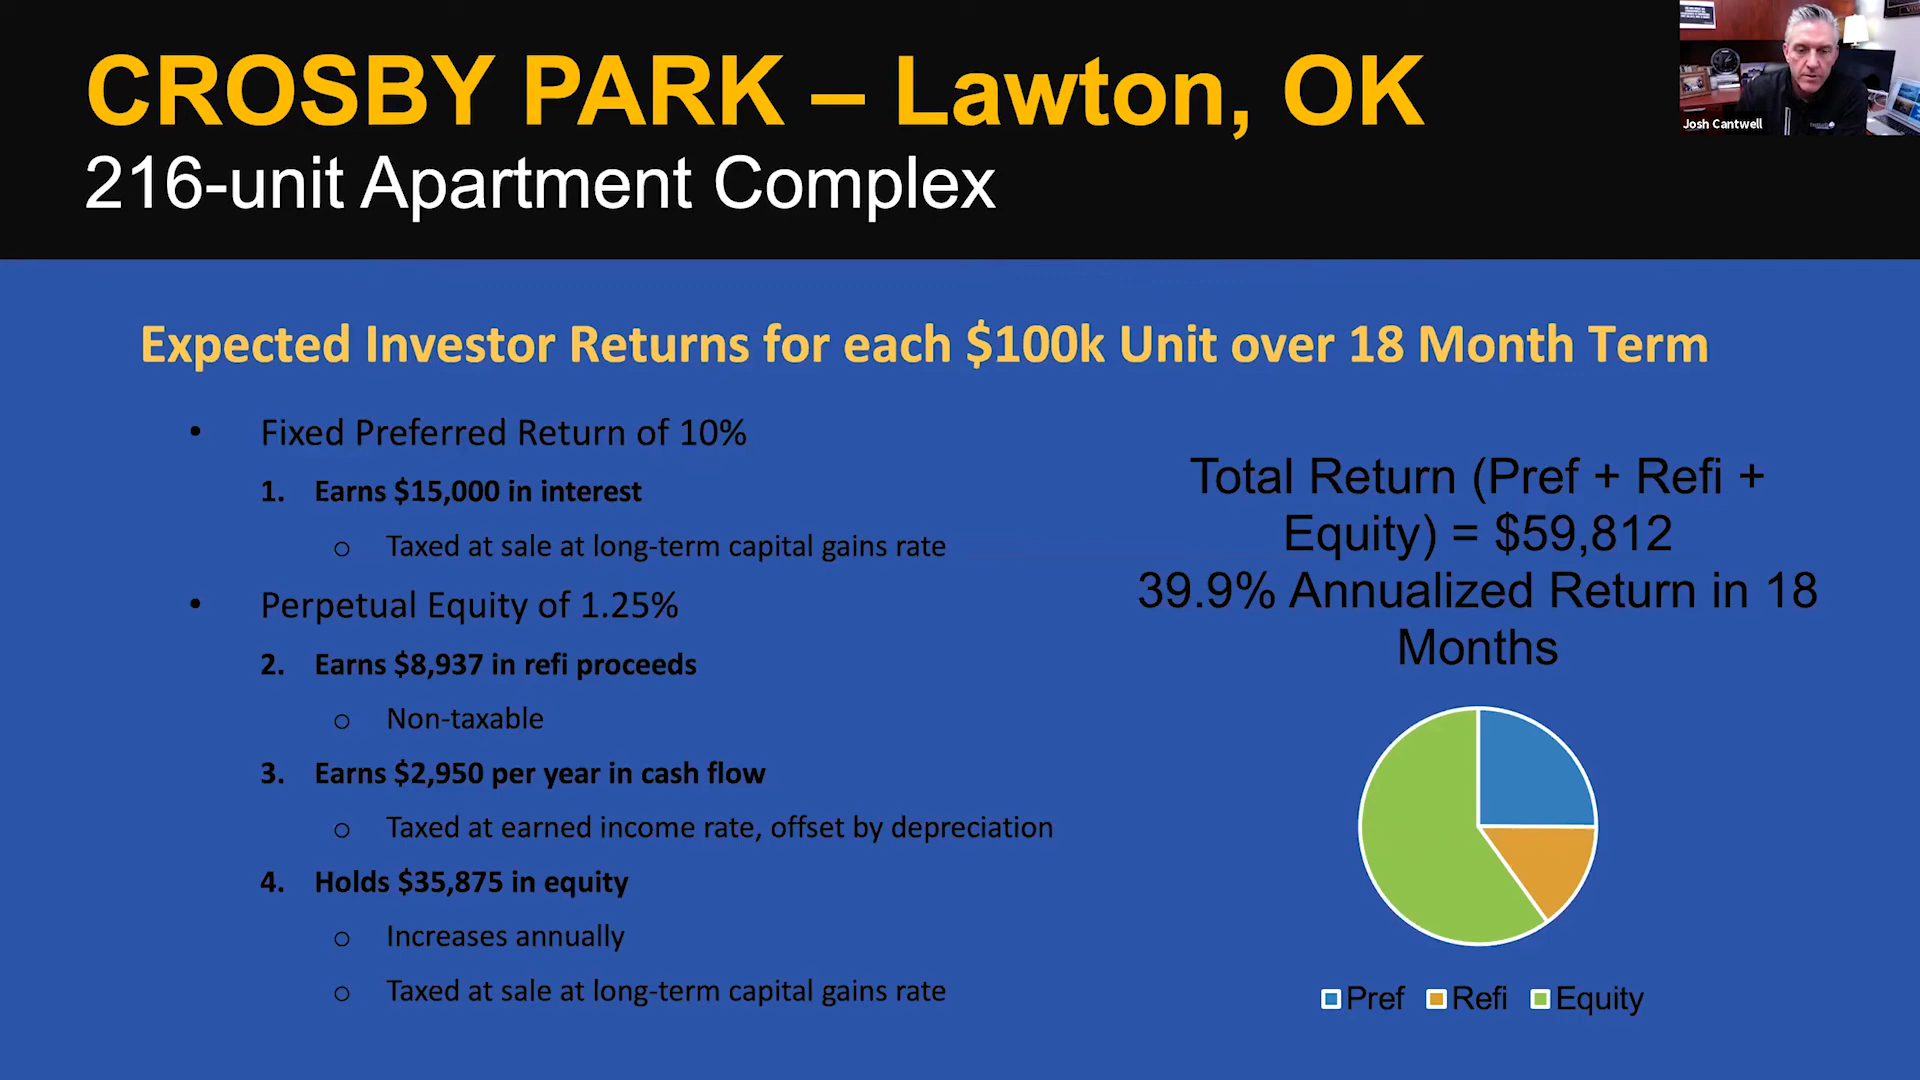 CROSBY PARK – Lawton, OK
216-unit Apartment Complex
Josh Cantwell
Expected Investor Returns for each $100k Unit over 18 Month Term
• Fixed Preferred Return of 10%
1. Earns $15,000 in interest
o Taxed at sale at long-term capital gains rate
• Perpetual Equity of 1.25%
2. Earns $8,937 in refi proceeds
o Non-taxable
3. Earns $2,950 per year in cash flow
o Taxed at earned income rate, offset by depreciation
4. Holds $35,875 in equity
o Increases annually
o Taxed at sale at long-term capital gains rate
Total Return (Pref + Refi +
Equity) = $59,812
39.9% Annualized Return in 18
Months
Pref Refi Equity